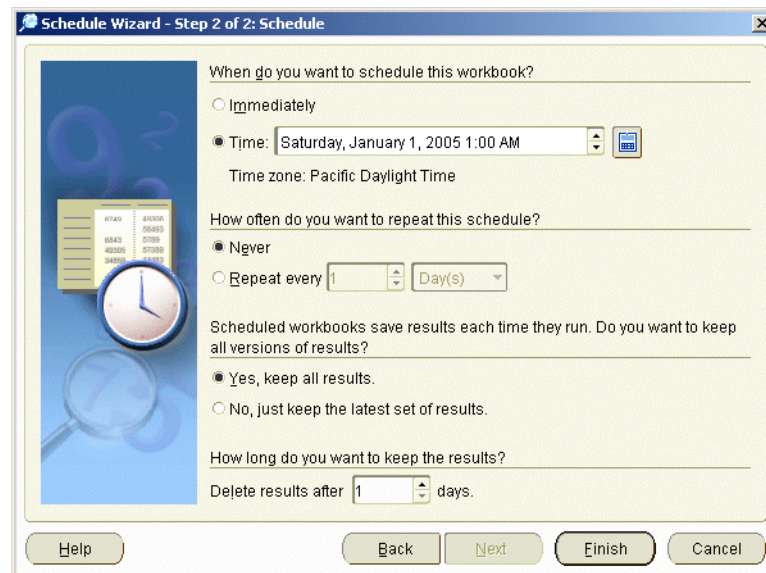 Schedule Wizard - Step 2 of 2: Schedule
When do you want to schedule this workbook?
Immediately
Time: Saturday, January 1, 2005 1:00 AM
Time zone: Pacific Daylight Time
How often do you want to repeat this schedule?
Never
Repeat every 1 Day(s)
Scheduled workbooks save results each time they run. Do you want to keep
all versions of results?
Yes, keep all results.
No, just keep the latest set of results.
How long do you want to keep the results?
Delete results after 1 days.
Help Back Next Finish Cancel